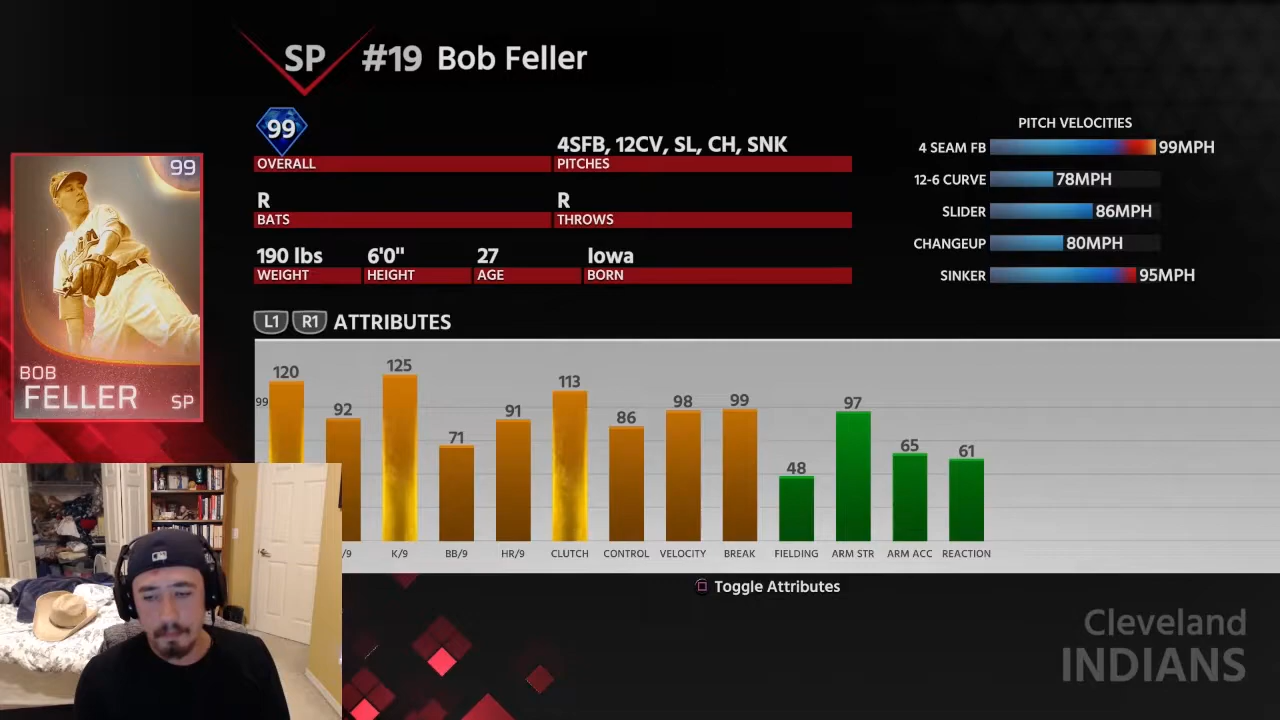 SP #19 Bob Feller
99
OVERALL
4SFB, 12CV, SL, CH, SNK
PITCHES
R
BATS
R
THROWS
190 lbs
WEIGHT
6'0"
HEIGHT
27
AGE
Iowa
BORN
PITCH VELOCITIES
4 SEAM FB 99MPH
12-6 CURVE 78MPH
SLIDER 86MPH
CHANGEUP 80MPH
SINKER 95MPH
99
BOB
FELLER SP
L1 R1 ATTRIBUTES
99
120 92 125 71 91 113 86 98 99 48 97 65 61
/9 K/9 BB/9 HR/9 CLUTCH CONTROL VELOCITY BREAK FIELDING ARM STR ARM ACC REACTION
Toggle Attributes
Cleveland
INDIANS